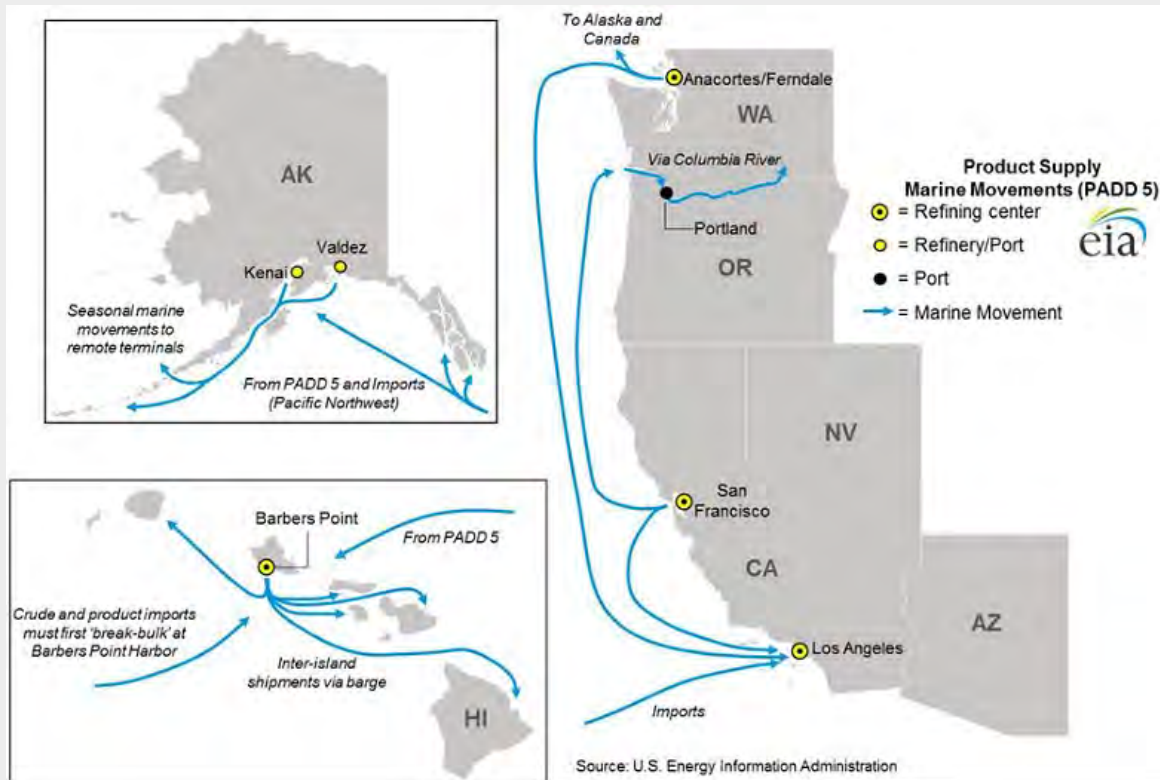 AK
Valdez
Kenai
Seasonal marine
movements to
remote terminals
From PADD 5 and Imports
(Pacific Northwest)
Barbers Point
From PADD 5
Crude and product imports
must first 'break-bulk' at
Barbers Point Harbor
Inter-island
shipments via barge
HI
To Alaska and
Canada
Anacortes/Ferndale
WA
Via Columbia River
Portland
OR
NV
San
Francisco
CA
AZ
Los Angeles
Imports
Product Supply
Marine Movements (PADD 5)
= Refining center
= Refinery/Port
= Port
= Marine Movement
eia
Source: U.S. Energy Information Administration